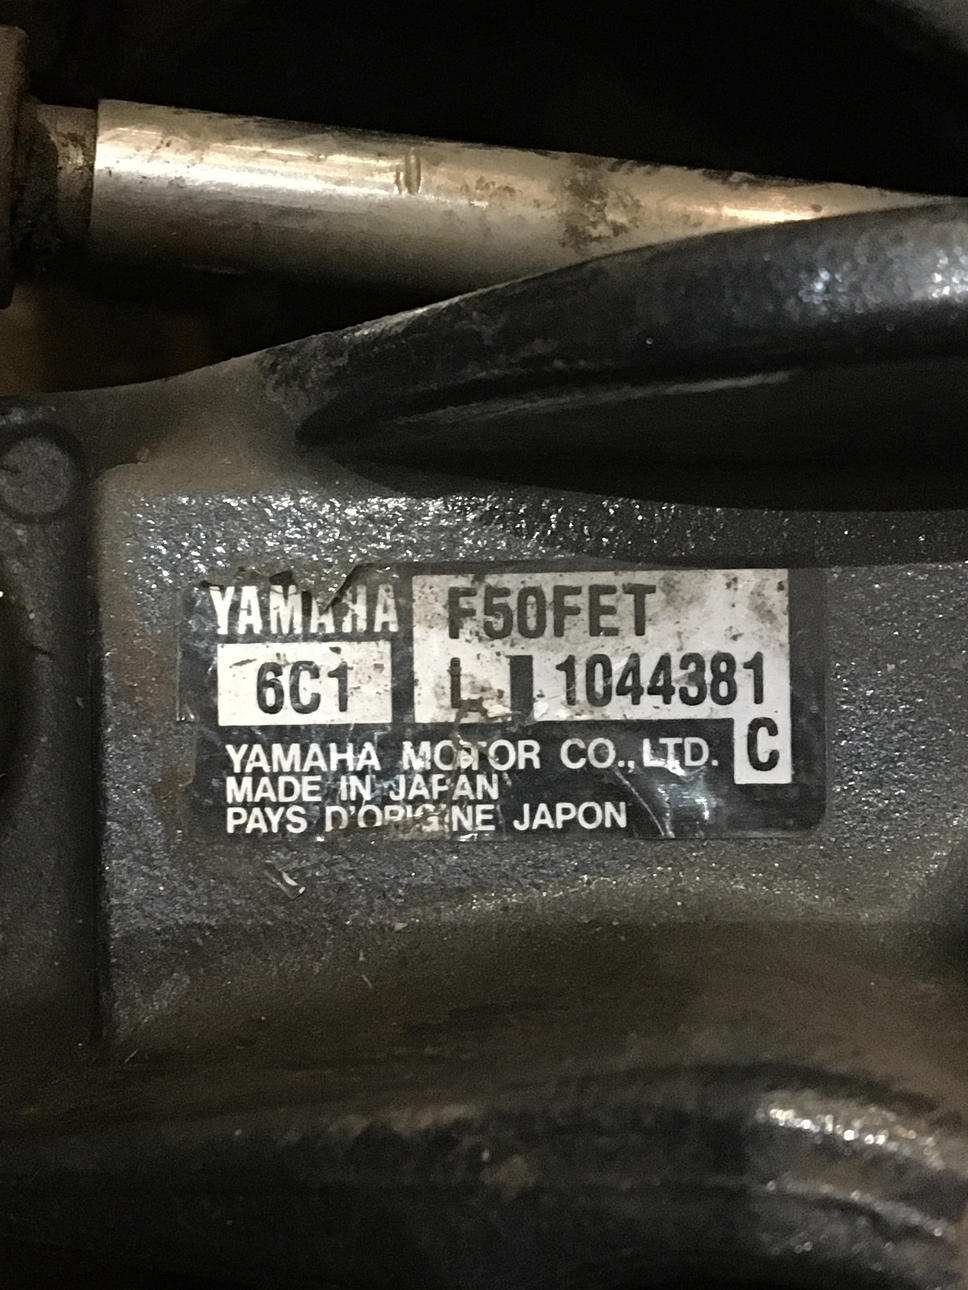 YAMAHA F50FET
6C1 L 1044381
C
YAMAHA MOTOR CO., LTD.
MADE IN JAPAN
PAYS D'ORIGINE JAPON